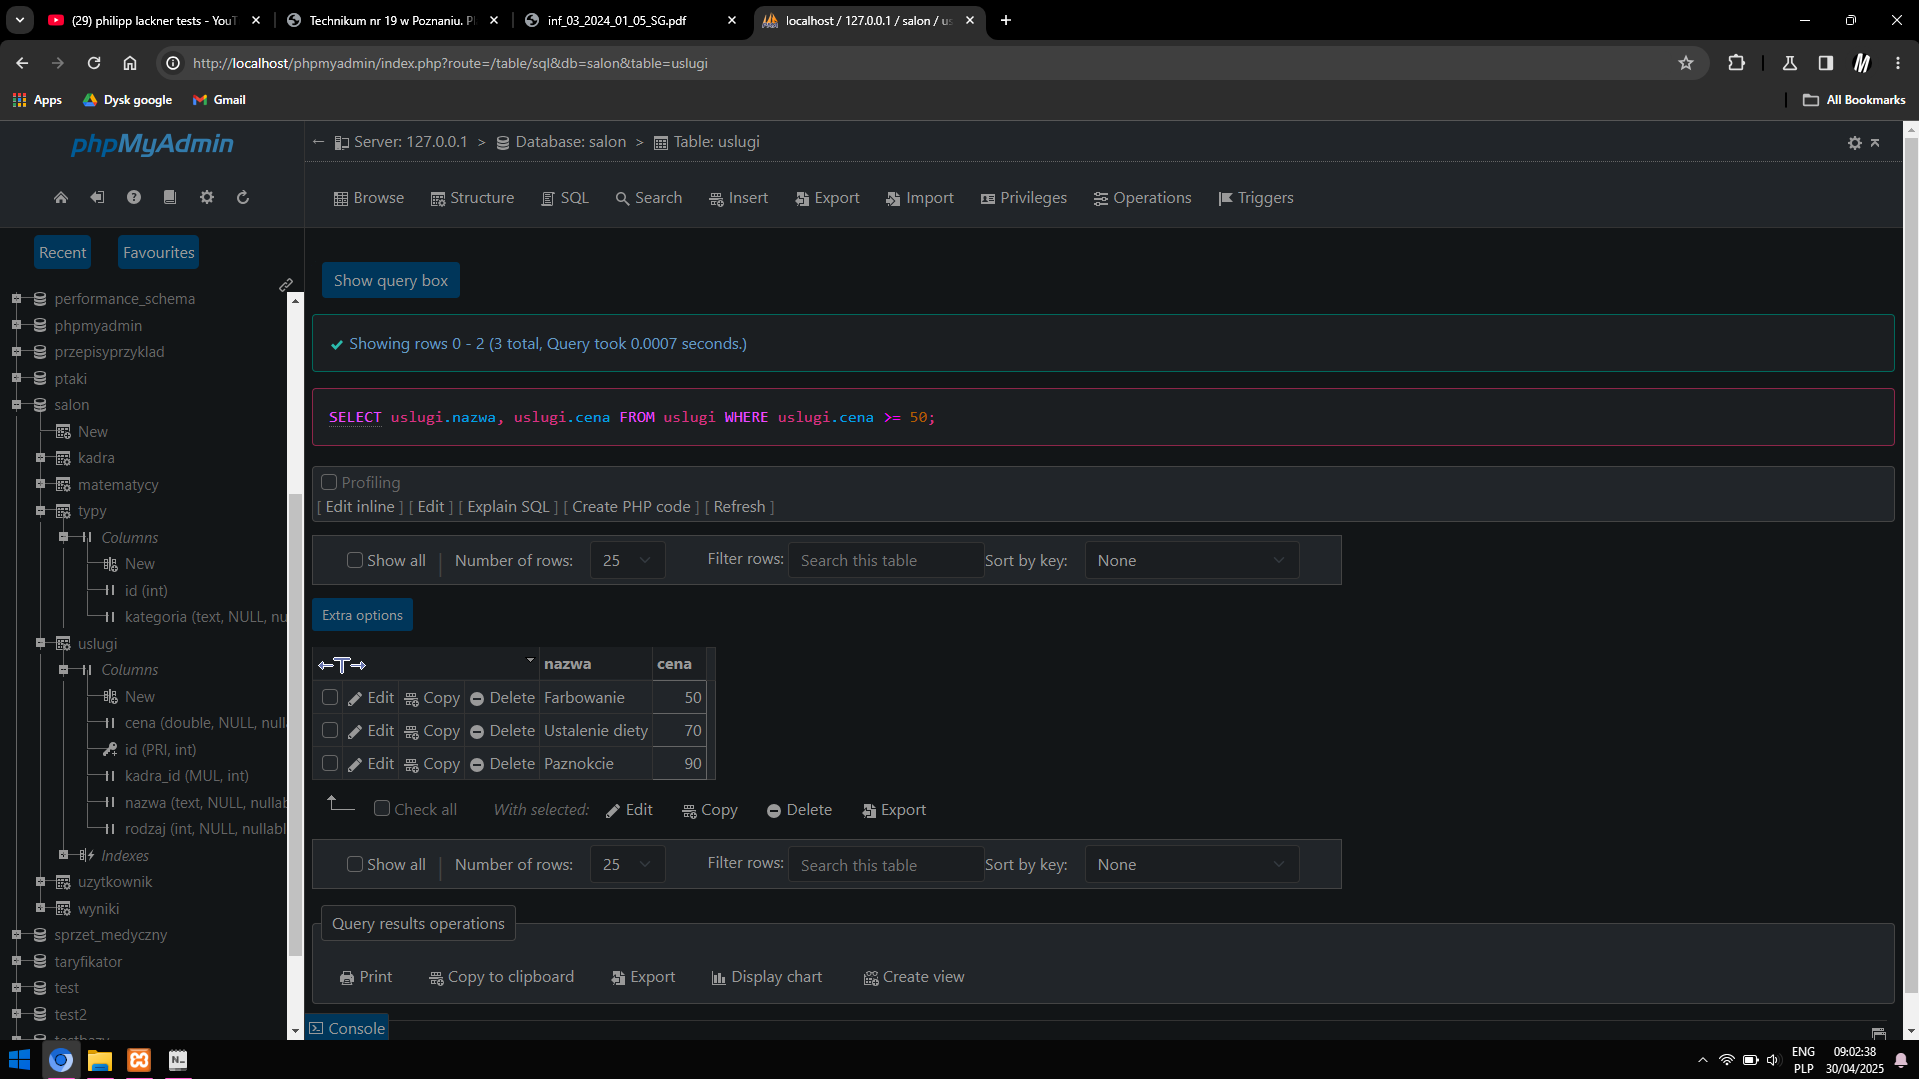 (29) philipp lackner tests - YouT
Technikum nr 19 w Poznaniu. Pl
inf_03_2024_01_05_SG.pdf
localhost / 127.0.0.1 / salon / us
http://localhost/phpmyadmin/index.php?route=/table/sql&db=salon&table=uslugi
Apps
Dysk google
Gmail
All Bookmarks
phpMyAdmin
Recent
Favourites
performance_schema
phpmyadmin
przepisyprzyklad
ptaki
salon
New
kadra
matematycy
typy
Columns
New
id (int)
kategoria (text, NULL, nu
uslugi
Columns
New
cena (double, NULL, null
id (PRI, int)
kadra_id (MUL, int)
nazwa (text, NULL, nullab
rodzaj (int, NULL, nullabl
Indexes
uzytkownik
wyniki
sprzet_medyczny
taryfikator
test
test2
Server: 127.0.0.1 > Database: salon > Table: uslugi
Browse
Structure
SQL
Search
Insert
Export
Import
Privileges
Operations
Triggers
Show query box
Showing rows 0 - 2 (3 total, Query took 0.0007 seconds.)
SELECT uslugi.nazwa, uslugi.cena FROM uslugi WHERE uslugi.cena >= 50;
Profiling
[ Edit inline ] [ Edit ] [ Explain SQL ] [ Create PHP code ] [ Refresh ]
Show all | Number of rows: 25 Filter rows: Search this table Sort by key: None
Extra options
nazwa cena
Edit Copy Delete Farbowanie 50
Edit Copy Delete Ustalenie diety 70
Edit Copy Delete Paznokcie 90
Check all With selected: Edit Copy Delete Export
Show all | Number of rows: 25 Filter rows: Search this table Sort by key: None
Query results operations
Print Copy to clipboard Export Display chart Create view
Console
ENG
PLP
09:02:38
30/04/2025